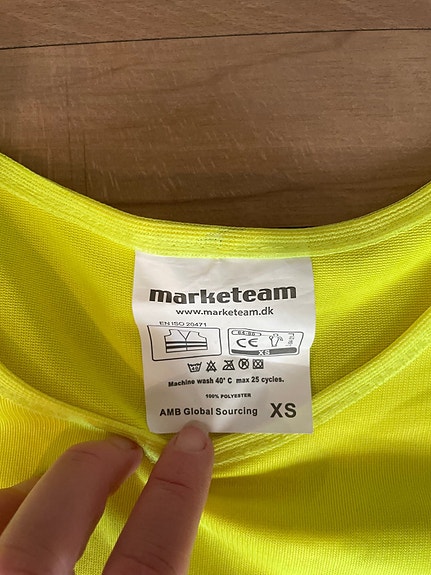 marketeam
www.marketeam.dk
EN ISO 20471
CE
XS
Machine wash 40° C max 25 cycles.
100% POLYESTER
AMB Global Sourcing XS